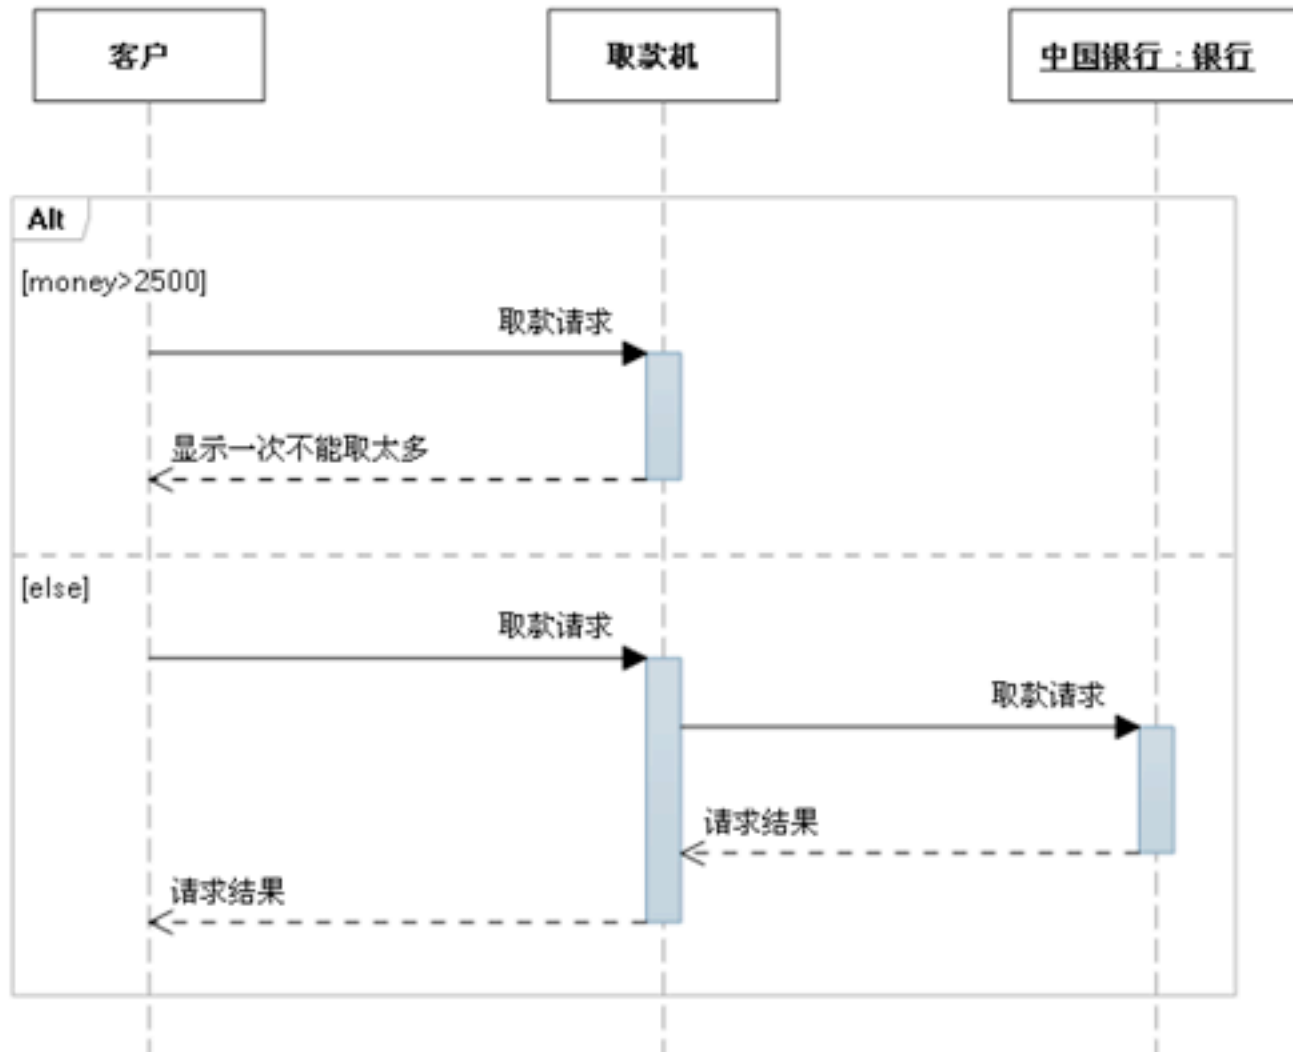 客户
取款机
中国银行：银行
Alt
[money>2500]
取款请求
显示一次不能取太多
[else]
取款请求
取款请求
请求结果
请求结果